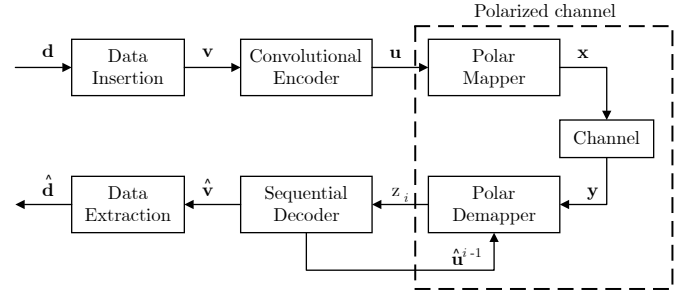 Polarized channel
d
Data
Insertion
v
Convolutional
Encoder
u
Polar
Mapper
x
Channel
d̂
Data
Extraction
v̂
Sequential
Decoder
z_i
Polar
Demapper
y
û^{i-1}